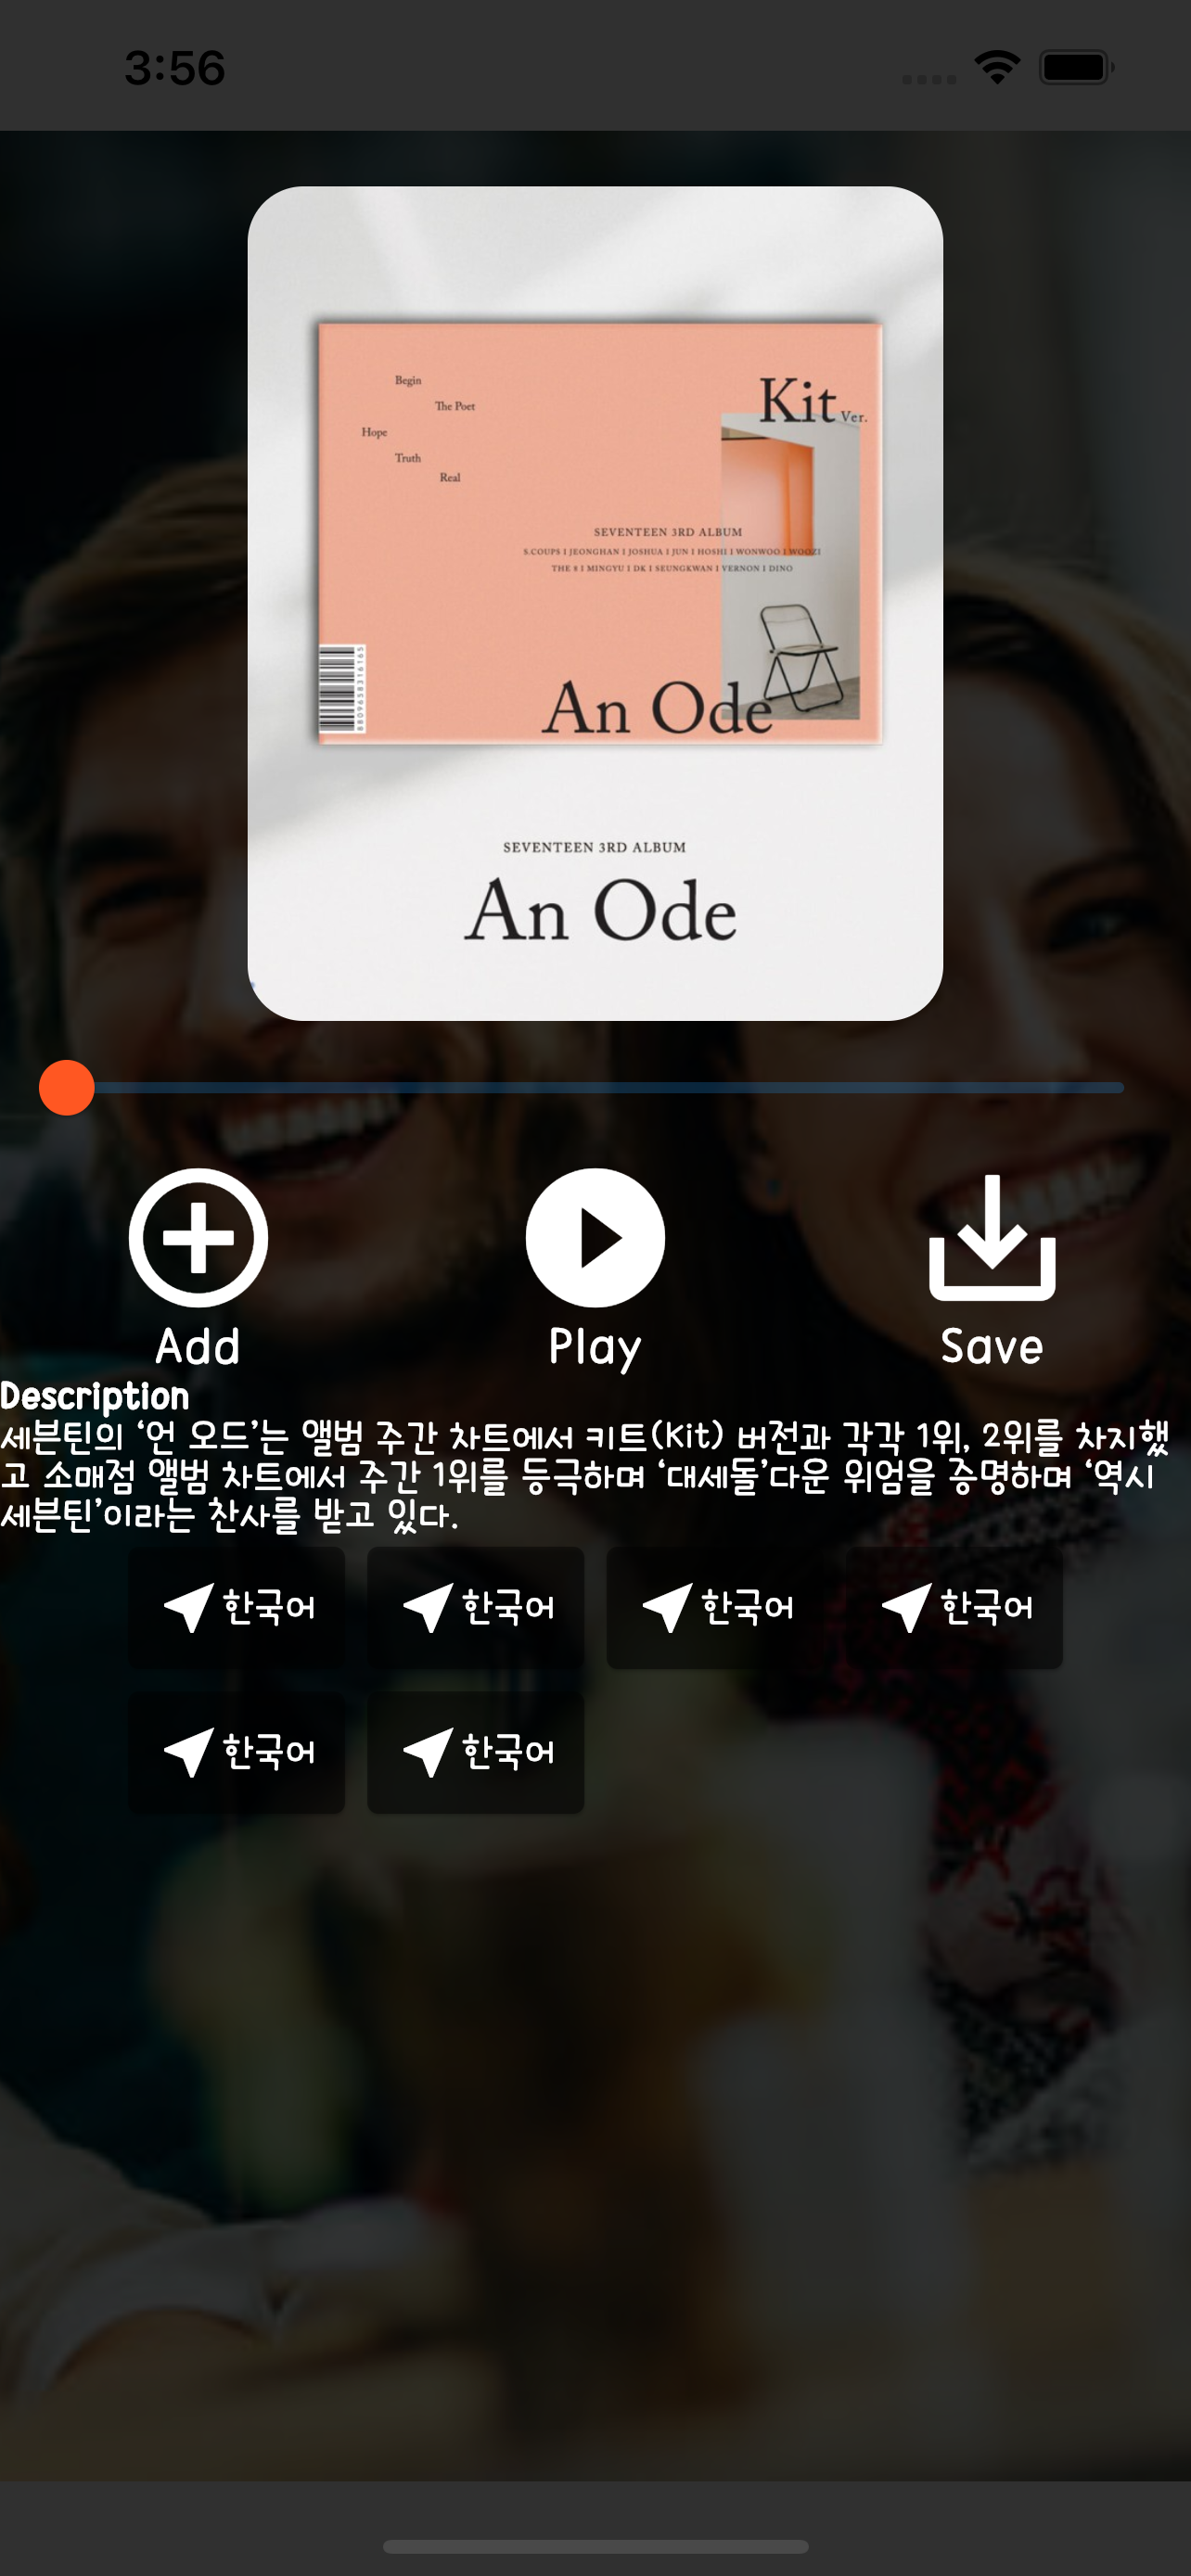 3:56
Begin
The Poet
Hope
Truth
Real
Kit Ver.
SEVENTEEN 3RD ALBUM
S.COUPS I JEONGHAN I JOSHUA I JUN I HOSHI I WONWOO I WOOZI
THE 8 I MINGYU I DK I SEUNGKWAN I VERNON I DINO
8809658316165
An Ode
SEVENTEEN 3RD ALBUM
An Ode
Add
Play
Save
Description
세븐틴의 ‘언 오드’는 앨범 주간 차트에서 키트(Kit) 버전과 각각 1위, 2위를 차지했
고 소매점 앨범 차트에서 주간 1위를 등극하며 ‘대세돌’다운 위엄을 증명하며 ‘역시
세븐틴’이라는 찬사를 받고 있다.
한국어 한국어 한국어 한국어
한국어 한국어